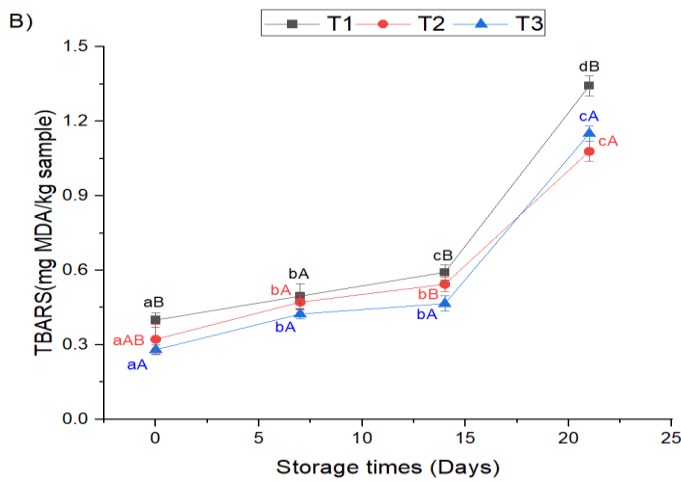 B)
T1 T2 T3
TBARS(mg MDA/kg sample)
1.5
1.2
0.9
0.6
0.3
0.0
dB
cA
cA
cB
bA
bA
bB
aB
bA
bA
aAB
aA
0 5 10 15 20 25
Storage times (Days)